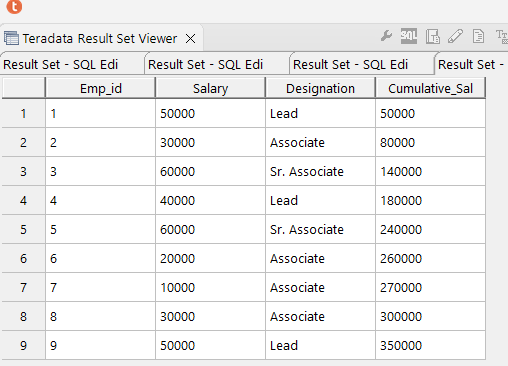 t
Teradata Result Set Viewer
SQL
Result Set - SQL Edi Result Set - SQL Edi Result Set - SQL Edi Result Set -
Emp_id Salary Designation Cumulative_Sal
1 1 50000 Lead 50000
2 2 30000 Associate 80000
3 3 60000 Sr. Associate 140000
4 4 40000 Lead 180000
5 5 60000 Sr. Associate 240000
6 6 20000 Associate 260000
7 7 10000 Associate 270000
8 8 30000 Associate 300000
9 9 50000 Lead 350000